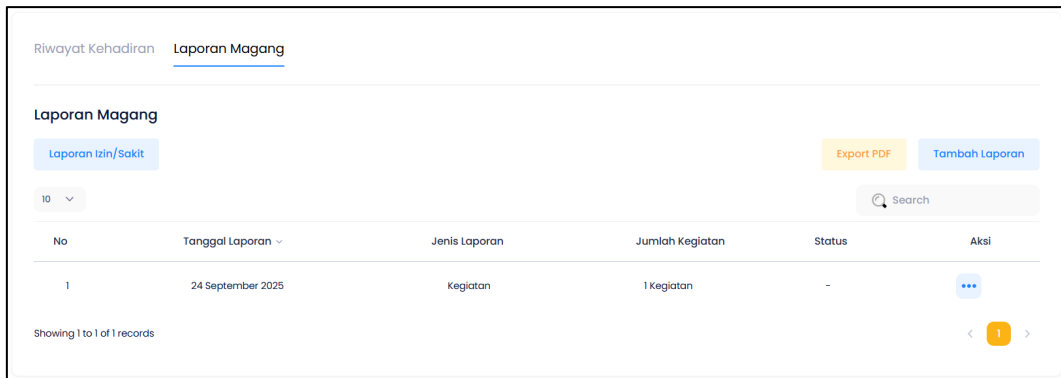 Riwayat Kehadiran Laporan Magang
Laporan Magang
Laporan Izin/Sakit Export PDF Tambah Laporan
10 Search
No Tanggal Laporan Jenis Laporan Jumlah Kegiatan Status Aksi
1 24 September 2025 Kegiatan 1 Kegiatan -
Showing 1 to 1 of 1 records < 1 >